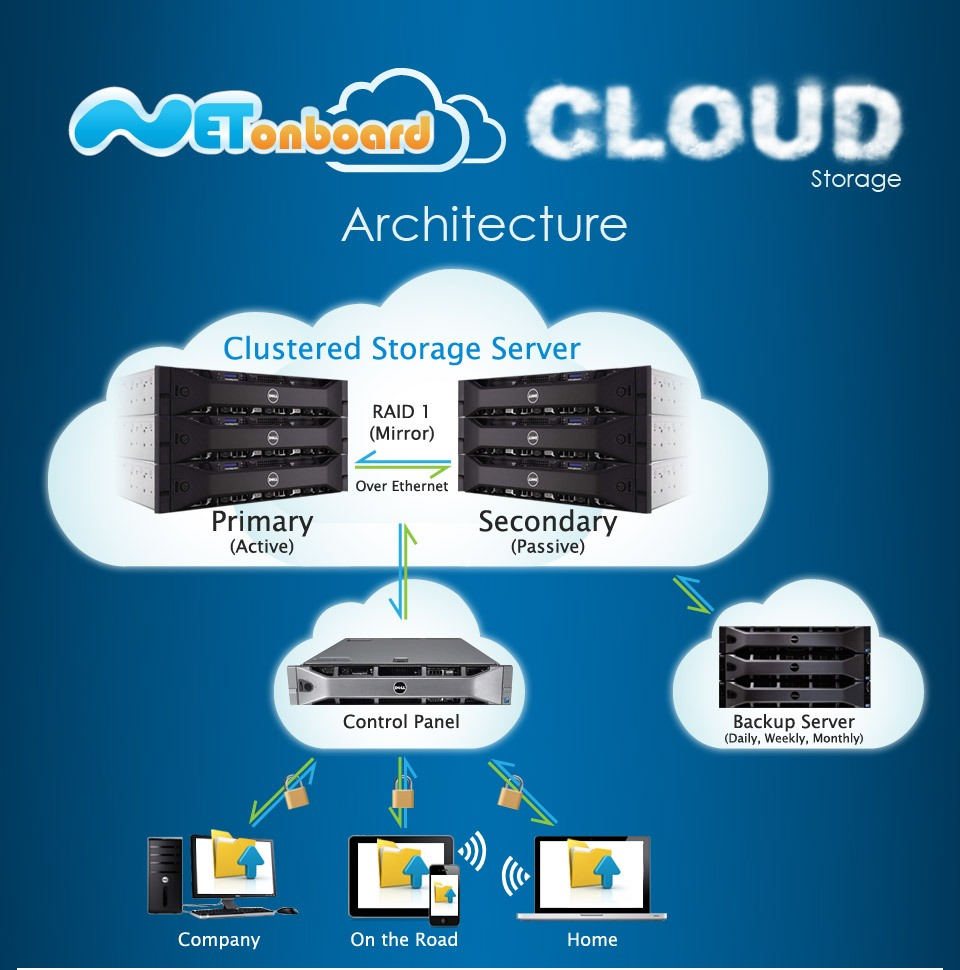 NETonboard CLOUD
Storage
Architecture
Clustered Storage Server
RAID 1
(Mirror)
Over Ethernet
Primary
(Active)
Secondary
(Passive)
Control Panel
Backup Server
(Daily, Weekly, Monthly)
Company
On the Road
Home